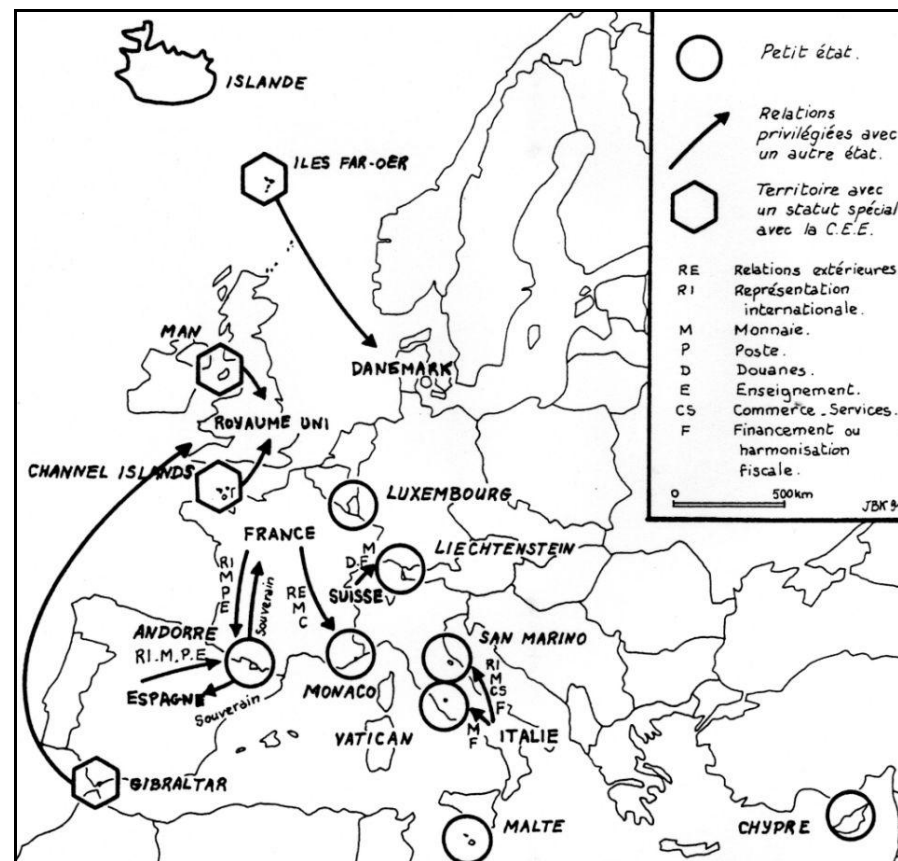 ISLANDE
ILES FAR-OËR
MAN
DANEMARK
ROYAUME UNI
CHANNEL ISLANDS
LUXEMBOURG
FRANCE
LIECHTENSTEIN
M
D.E
SUISSE
RI
M
P
E
Souverain
RE
M
C
ANDORRE
RI.M.P.E
ESPAGNE
Souverain
MONACO
SAN MARINO
RI
M
CS
F
VATICAN
M
F
ITALIE
GIBRALTAR
MALTE
CHYPRE
Petit état.
Relations
privilégiées avec
un autre état.
Territoire avec
un statut spécial
avec la C.E.E.
RE Relations extérieures
RI Représentation
internationale.
M Monnaie.
P Poste.
D Douanes.
E Enseignement.
CS Commerce_Services.
F Financement ou
harmonisation
fiscale.
0 500km